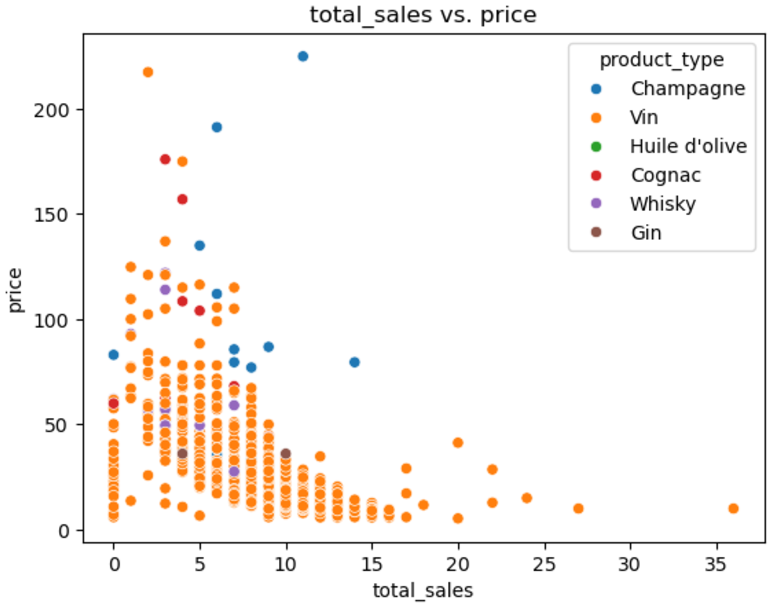 total_sales vs. price
product_type
Champagne
Vin
Huile d'olive
Cognac
Whisky
Gin
price
200
150
100
50
0
0 5 10 15 20 25 30 35
total_sales